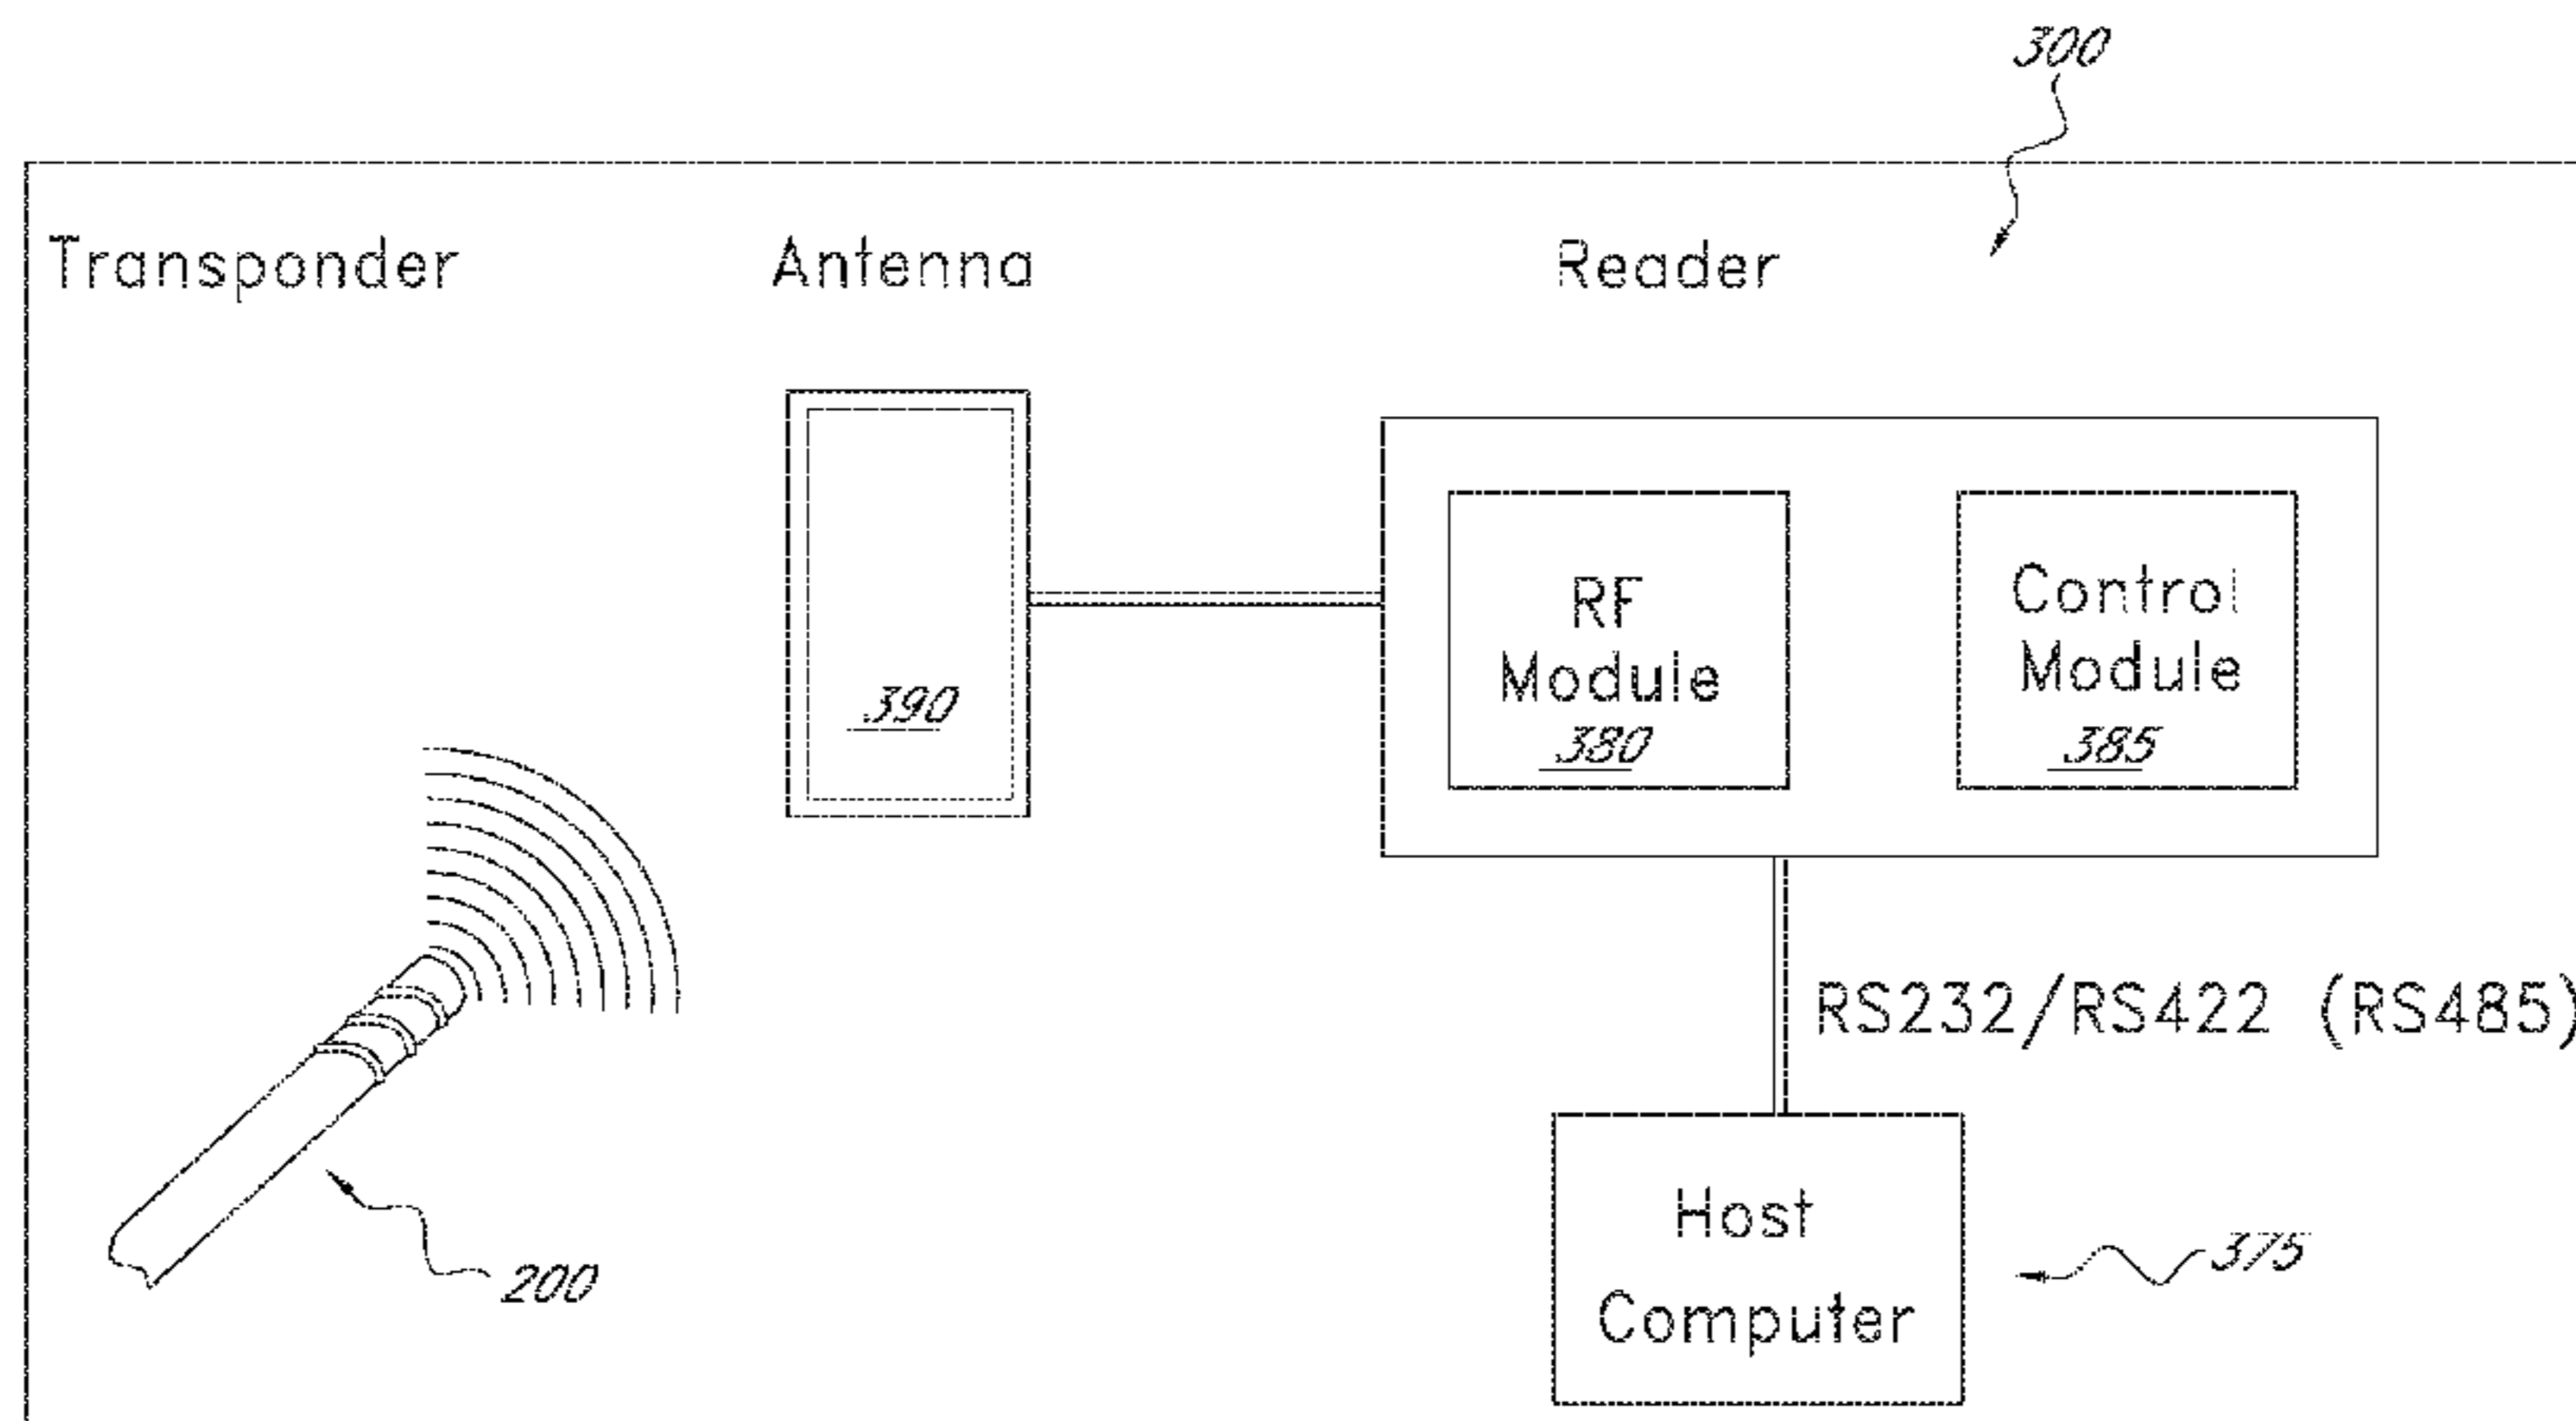 300
Transponder
Antenna
Reader
RF
Module
380
Control
Module
385
390
RS232/RS422 (RS485)
Host
Computer
375
200